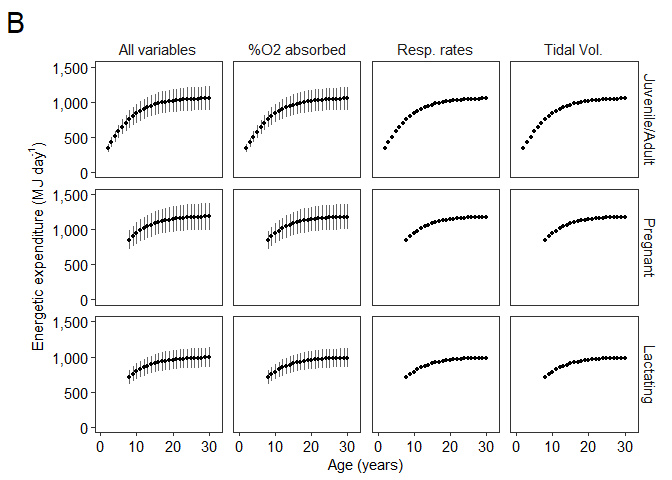 B
All variables %O2 absorbed Resp. rates Tidal Vol.
Energetic expenditure (MJ day-1)
1,500
1,000
500
0
Juvenile/Adult
1,500
1,000
500
0
Pregnant
1,500
1,000
500
0
Lactating
0 10 20 30 0 10 20 30 0 10 20 30 0 10 20 30
Age (years)